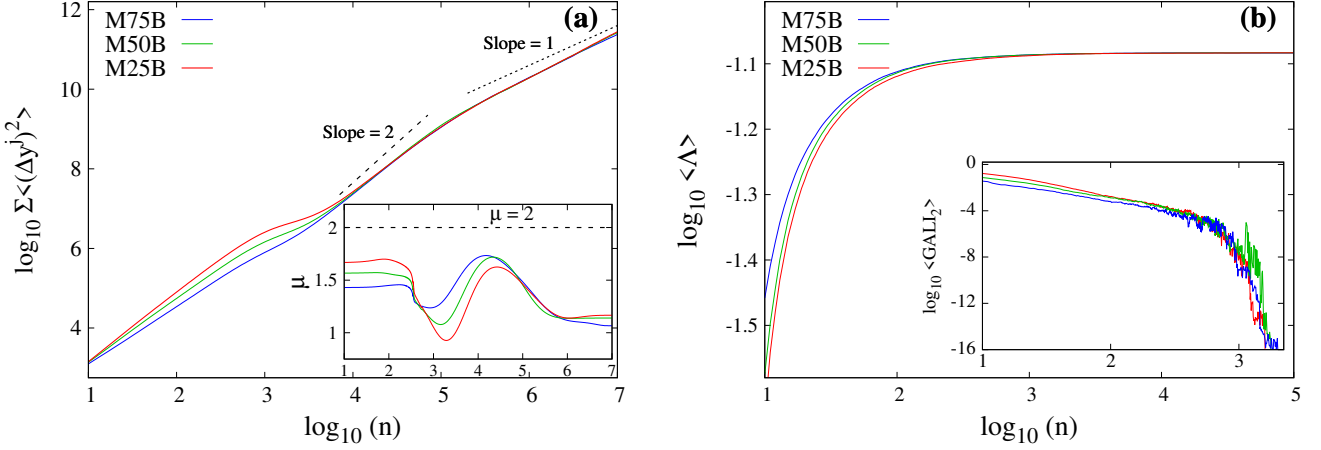 (a)
M75B
M50B
M25B
Slope = 1
Slope = 2
log₁₀ Σ<(Δyʲ)²>
12
10
8
6
4
1 2 3 4 5 6 7
log₁₀ (n)
μ = 2
μ
2
1.5
1
1 2 3 4 5 6 7
(b)
M75B
M50B
M25B
log₁₀ <Λ>
-1.1
-1.2
-1.3
-1.4
-1.5
1 2 3 4 5
log₁₀ (n)
log₁₀ <GALI₂>
0
-4
-8
-12
-16
1 2 3